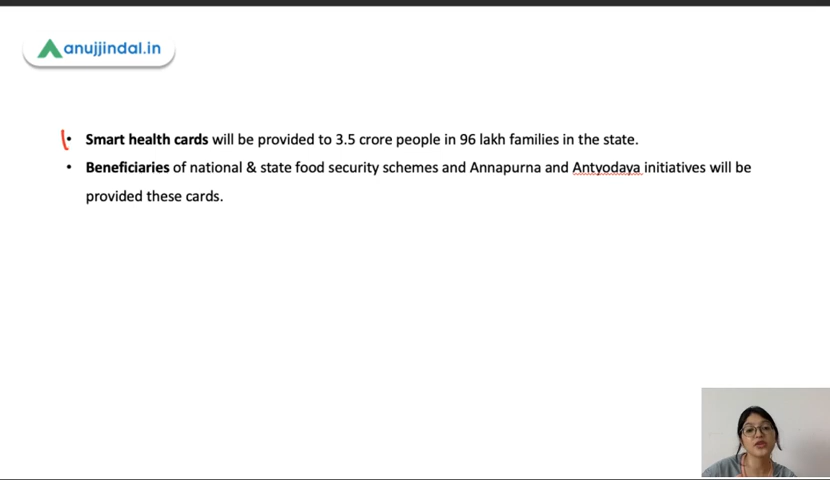 anujjindal.in
• Smart health cards will be provided to 3.5 crore people in 96 lakh families in the state.
• Beneficiaries of national & state food security schemes and Annapurna and Antyodaya initiatives will be
provided these cards.